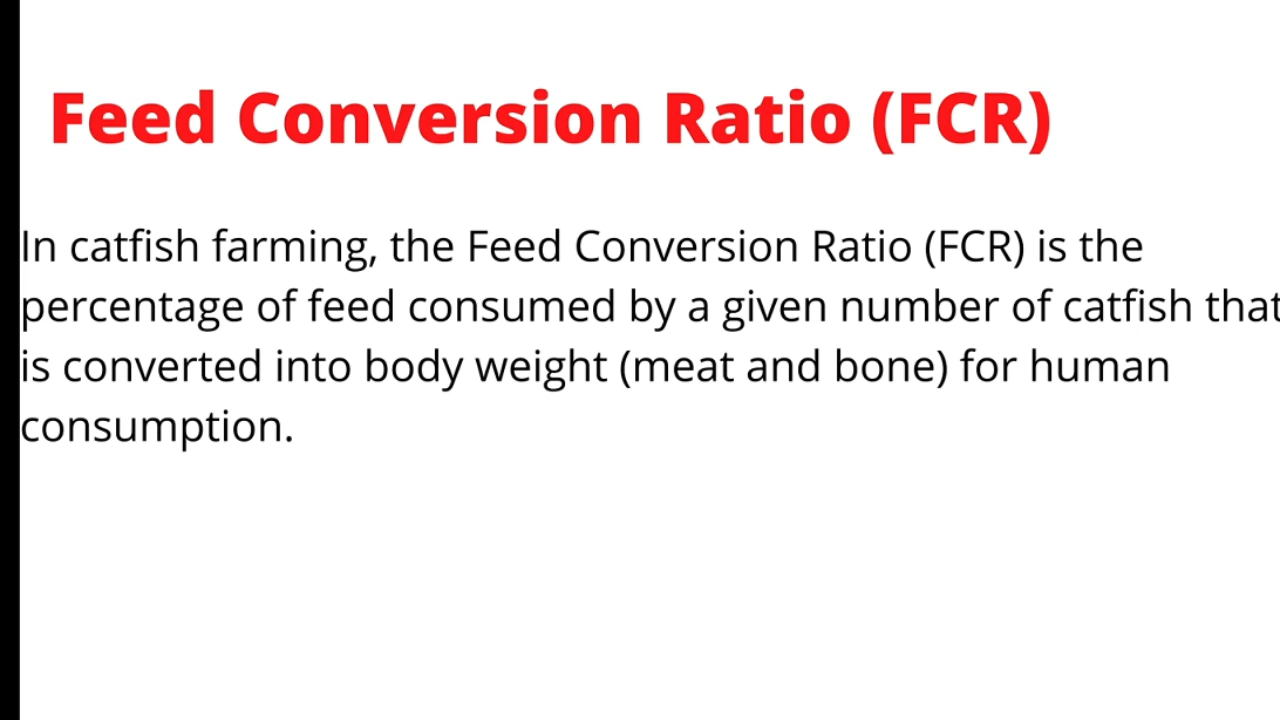 Feed Conversion Ratio (FCR)
In catfish farming, the Feed Conversion Ratio (FCR) is the
percentage of feed consumed by a given number of catfish that
is converted into body weight (meat and bone) for human
consumption.